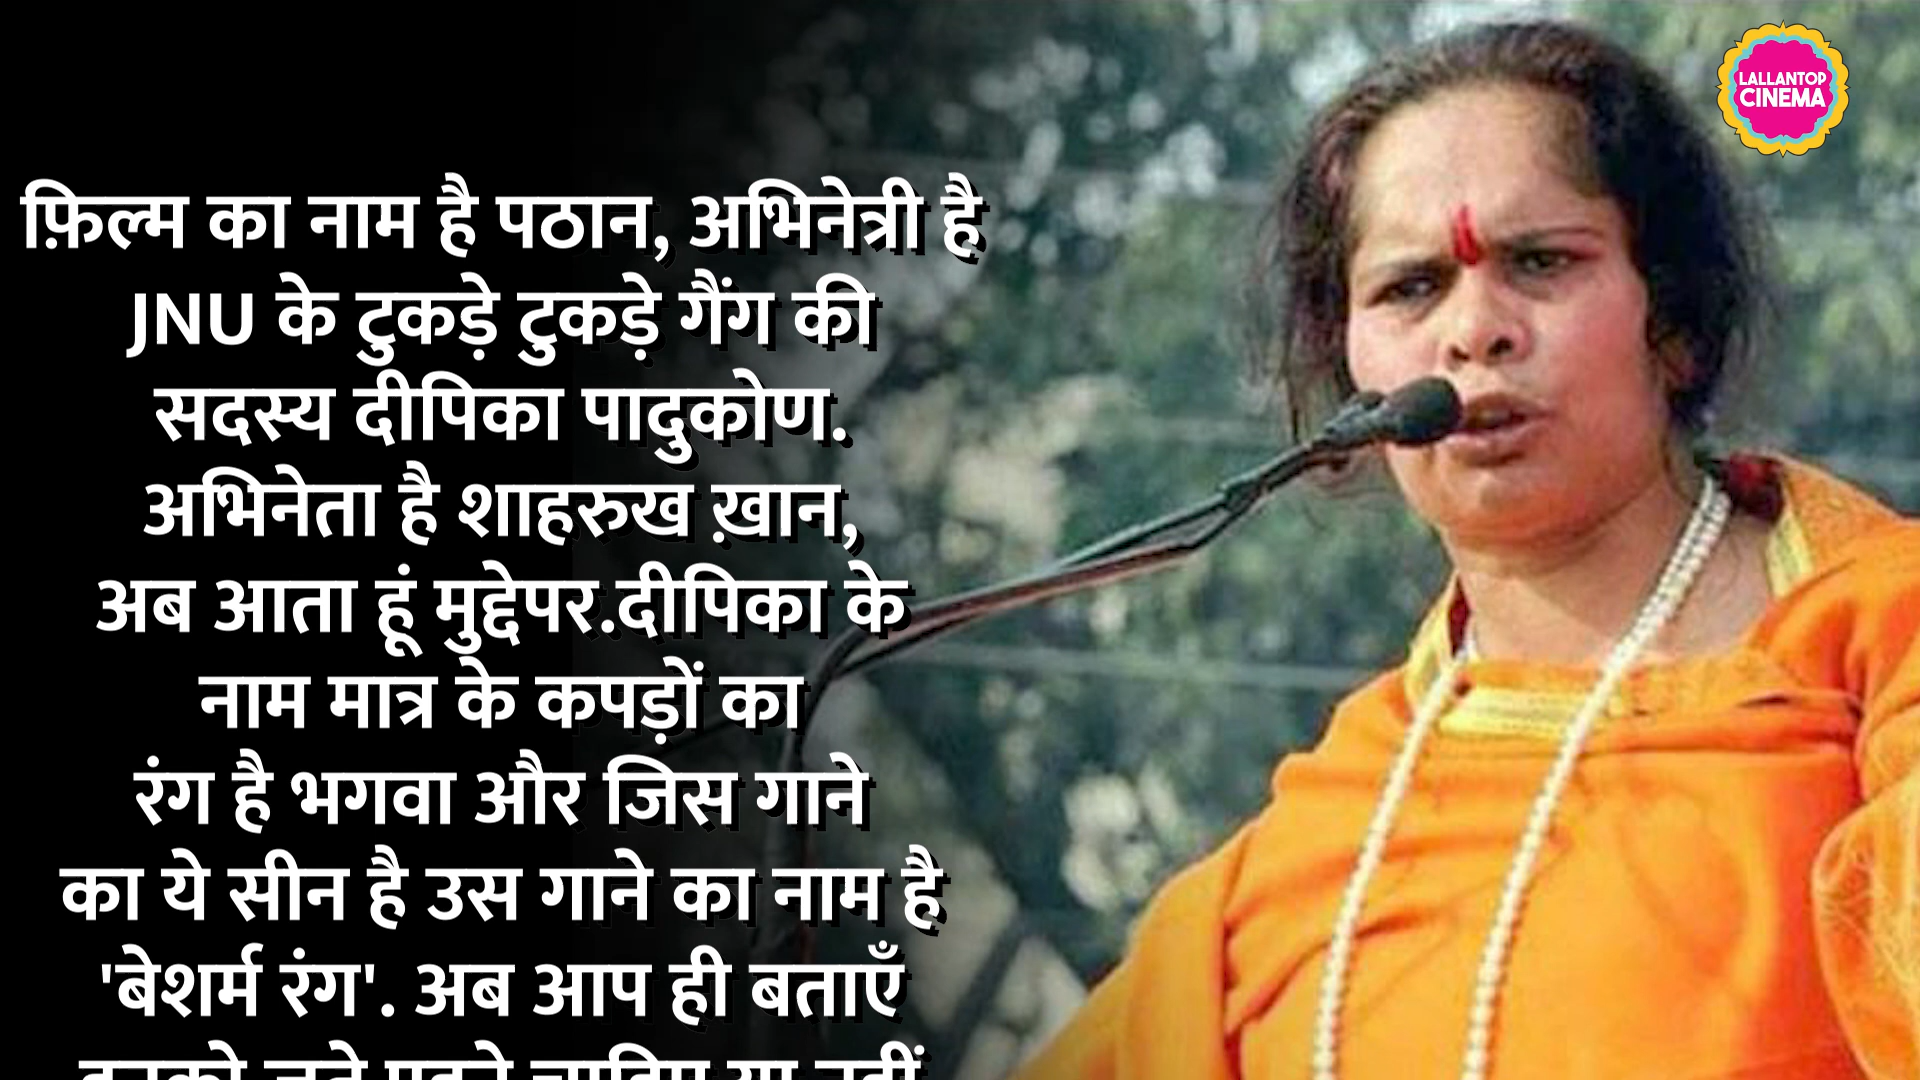 LALLANTOP
CINEMA
फ़िल्म का नाम है पठान, अभिनेत्री है
JNU के टुकड़े टुकड़े गैंग की
सदस्य दीपिका पादुकोण.
अभिनेता है शाहरुख ख़ान,
अब आता हूं मुद्देपर.दीपिका के
नाम मात्र के कपड़ों का
रंग है भगवा और जिस गाने
का ये सीन है उस गाने का नाम है
'बेशर्म रंग'. अब आप ही बताएँ